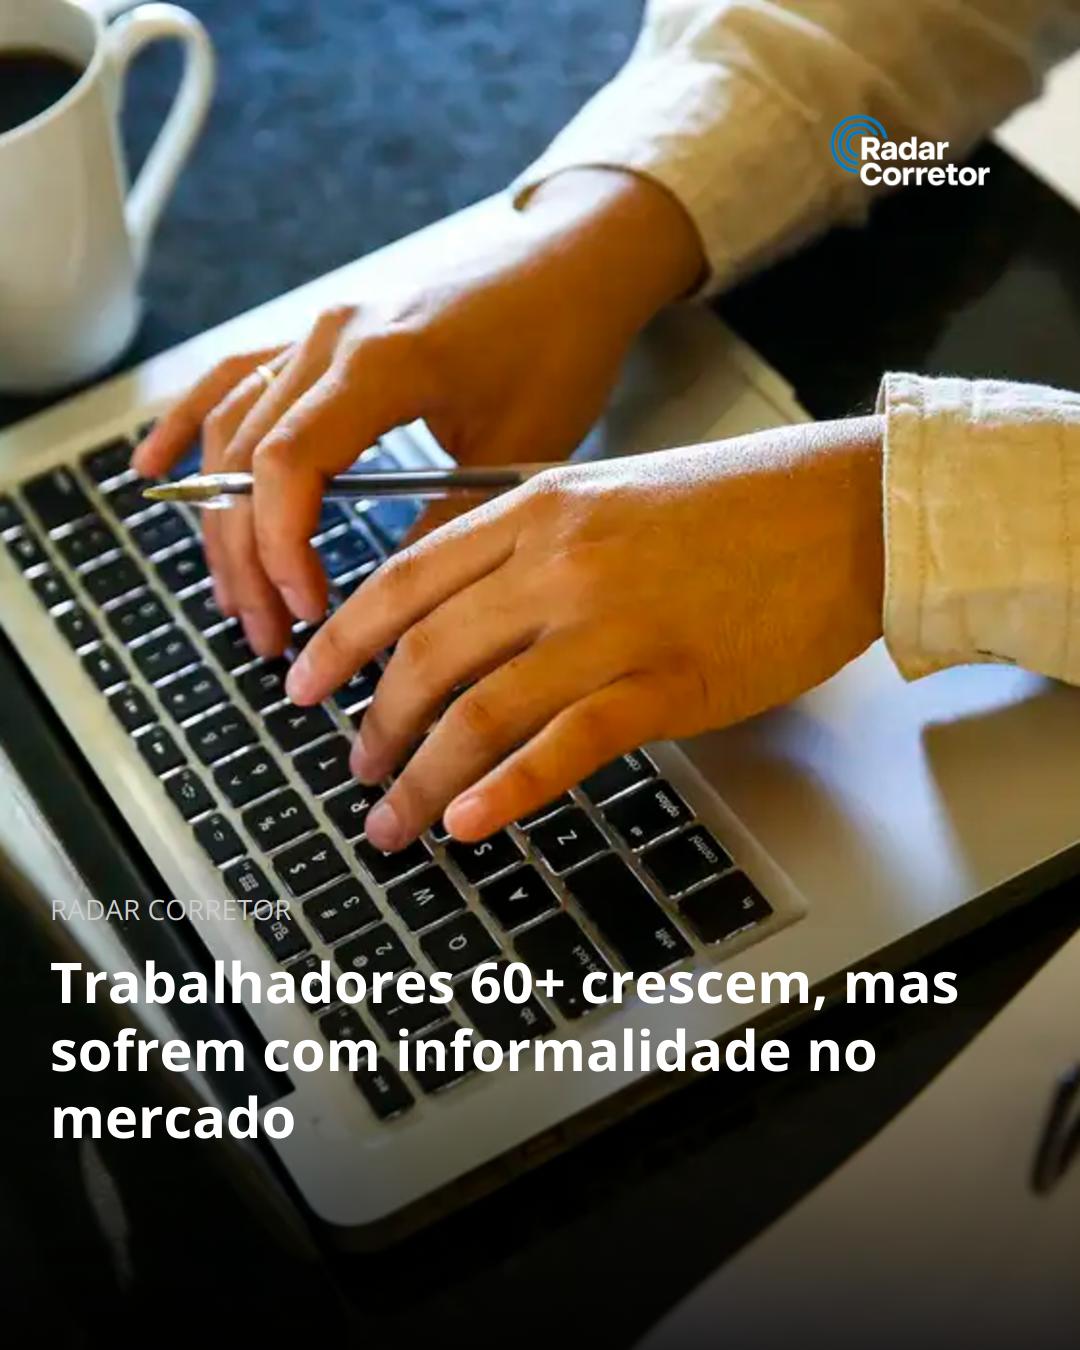 Radar
Corretor
RADAR CORRETOR
Trabalhadores 60+ crescem, mas
sofrem com informalidade no
mercado